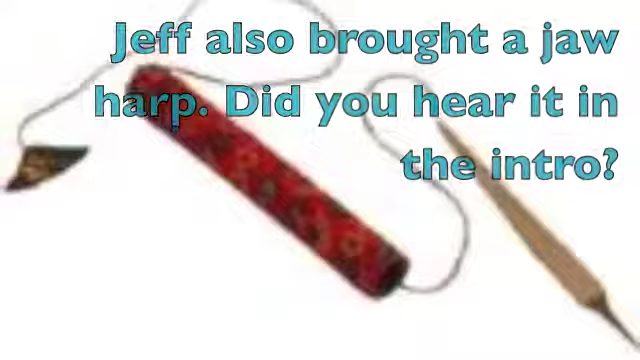 Jeff also brought a jaw
harp. Did you hear it in
the intro?